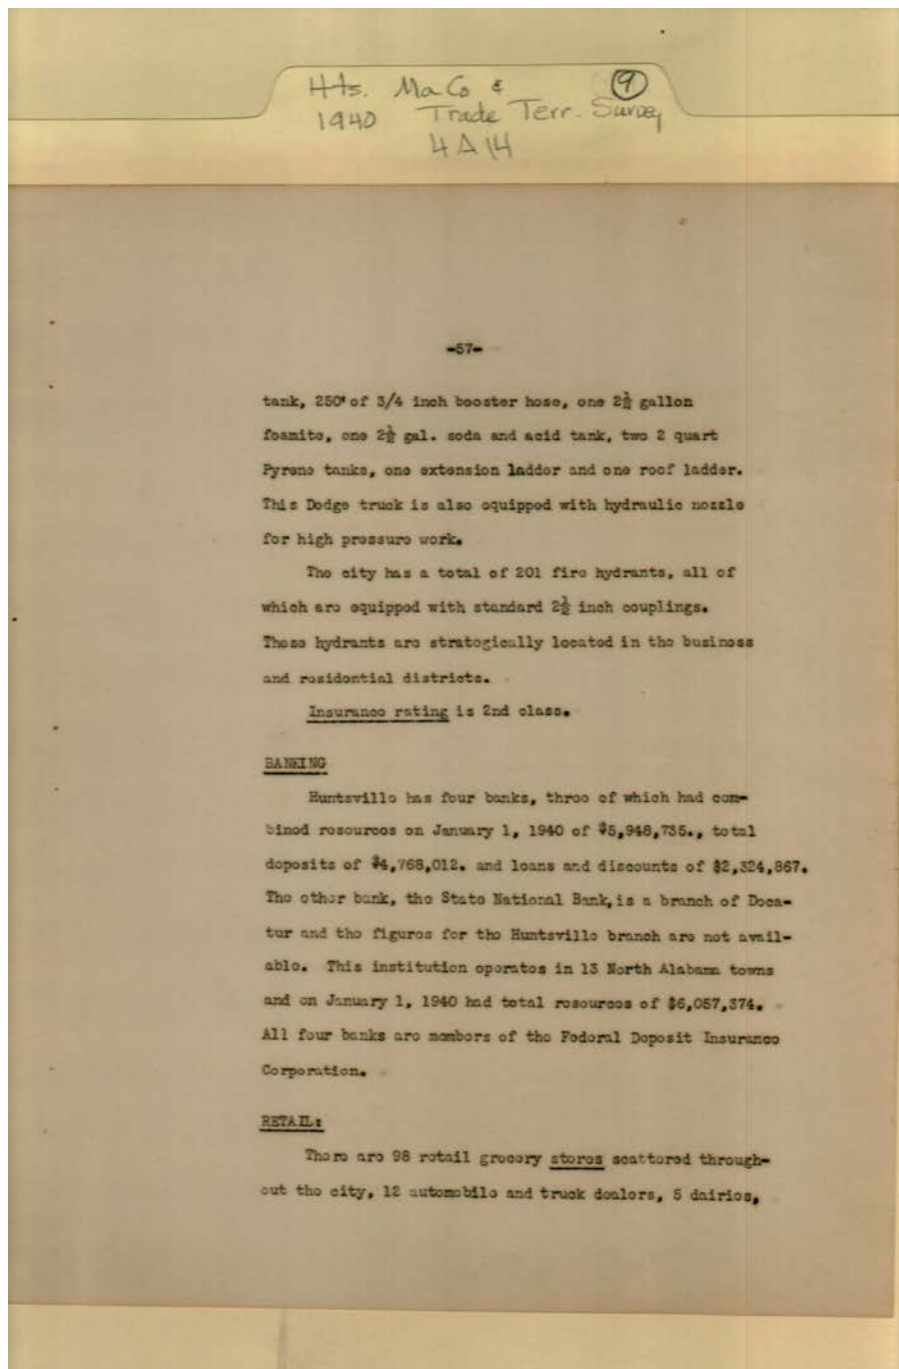 Hts. Ma Co & 9
1940 Trade Terr. Survey
4A14
-57-
tank, 250' of 3/4 inch booster hose, one 2½ gallon
foamite, one 2½ gal. soda and acid tank, two 2 quart
Pyrene tanks, one extension ladder and one roof ladder.
This Dodge truck is also equipped with hydraulic nozzle
for high pressure work.
The city has a total of 201 fire hydrants, all of
which are equipped with standard 2½ inch couplings.
These hydrants are strategically located in the business
and residential districts.
Insurance rating is 2nd class.
BANKING
Huntsville has four banks, three of which had com-
bined resources on January 1, 1940 of $5,948,735., total
deposits of $4,768,012. and loans and discounts of $2,324,867.
The other bank, the State National Bank, is a branch of Deca-
tur and the figures for the Huntsville branch are not avail-
able. This institution operates in 13 North Alabama towns
and on January 1, 1940 had total resources of $6,057,374.
All four banks are members of the Federal Deposit Insurance
Corporation.
RETAIL:
There are 98 retail grocery stores scattered through-
out the city, 12 automobile and truck dealers, 5 dairies,